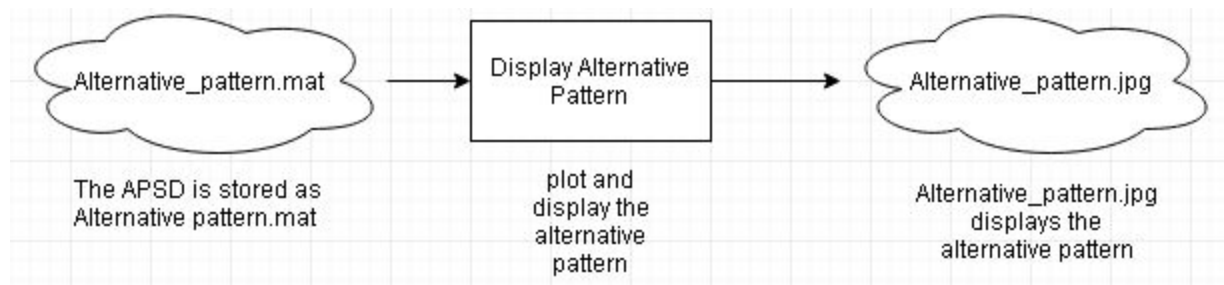 Alternative_pattern.mat
Display Alternative
Pattern
Alternative_pattern.jpg
The APSD is stored as
Alternative pattern.mat
plot and
display the
alternative
pattern
Alternative_pattern.jpg
displays the
alternative pattern